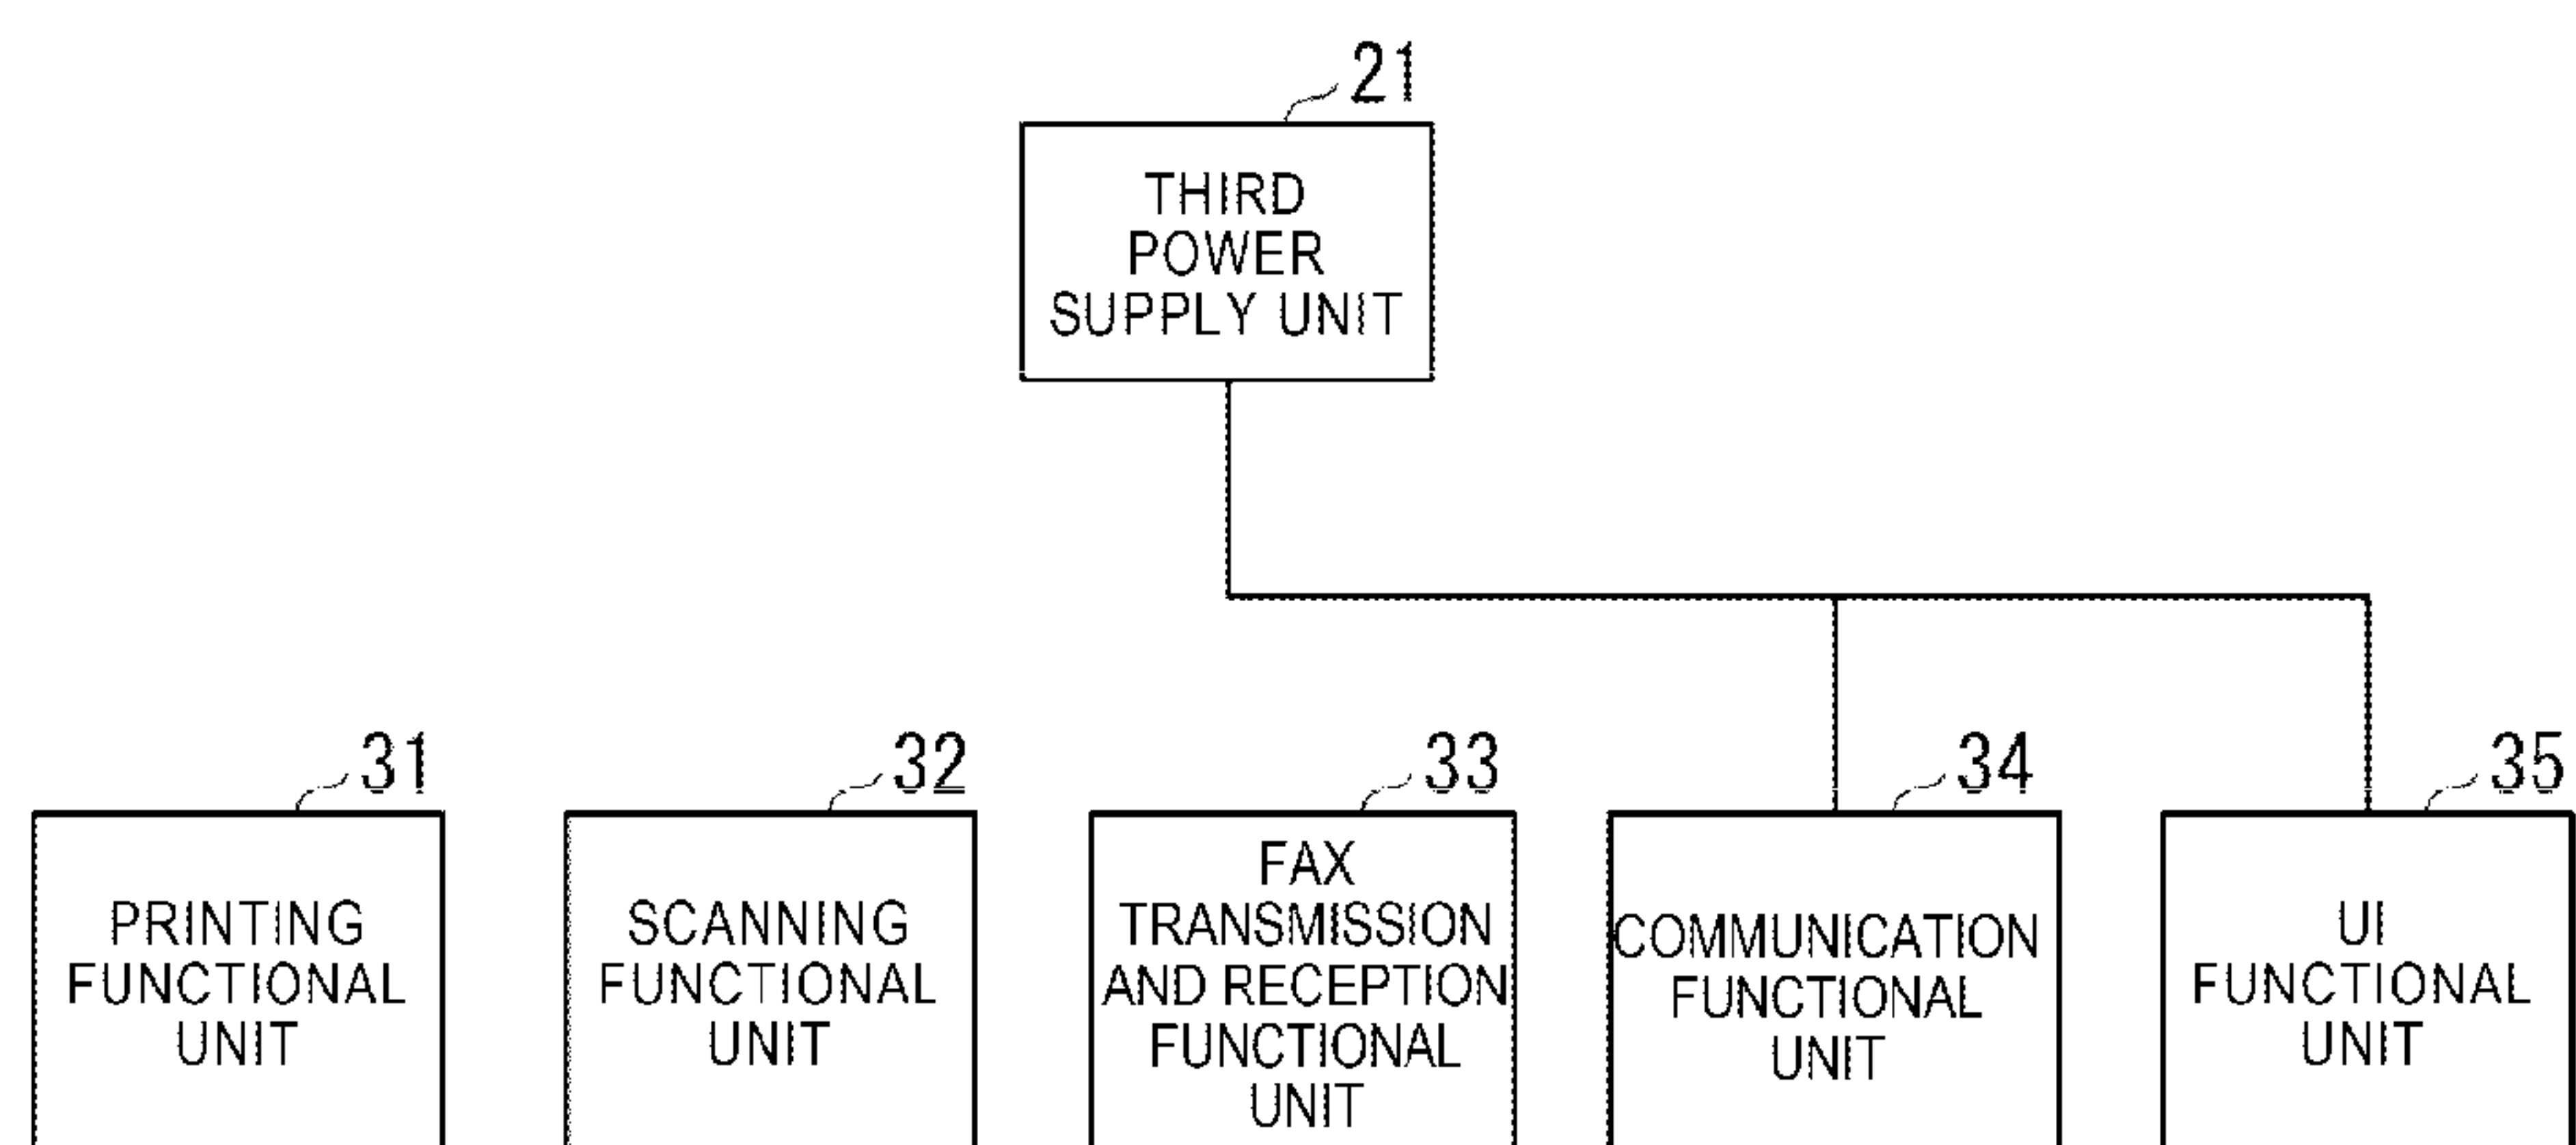 21
THIRD
POWER
SUPPLY UNIT
31
PRINTING
FUNCTIONAL
UNIT
32
SCANNING
FUNCTIONAL
UNIT
33
FAX
TRANSMISSION
AND RECEPTION
FUNCTIONAL
UNIT
34
COMMUNICATION
FUNCTIONAL
UNIT
35
UI
FUNCTIONAL
UNIT